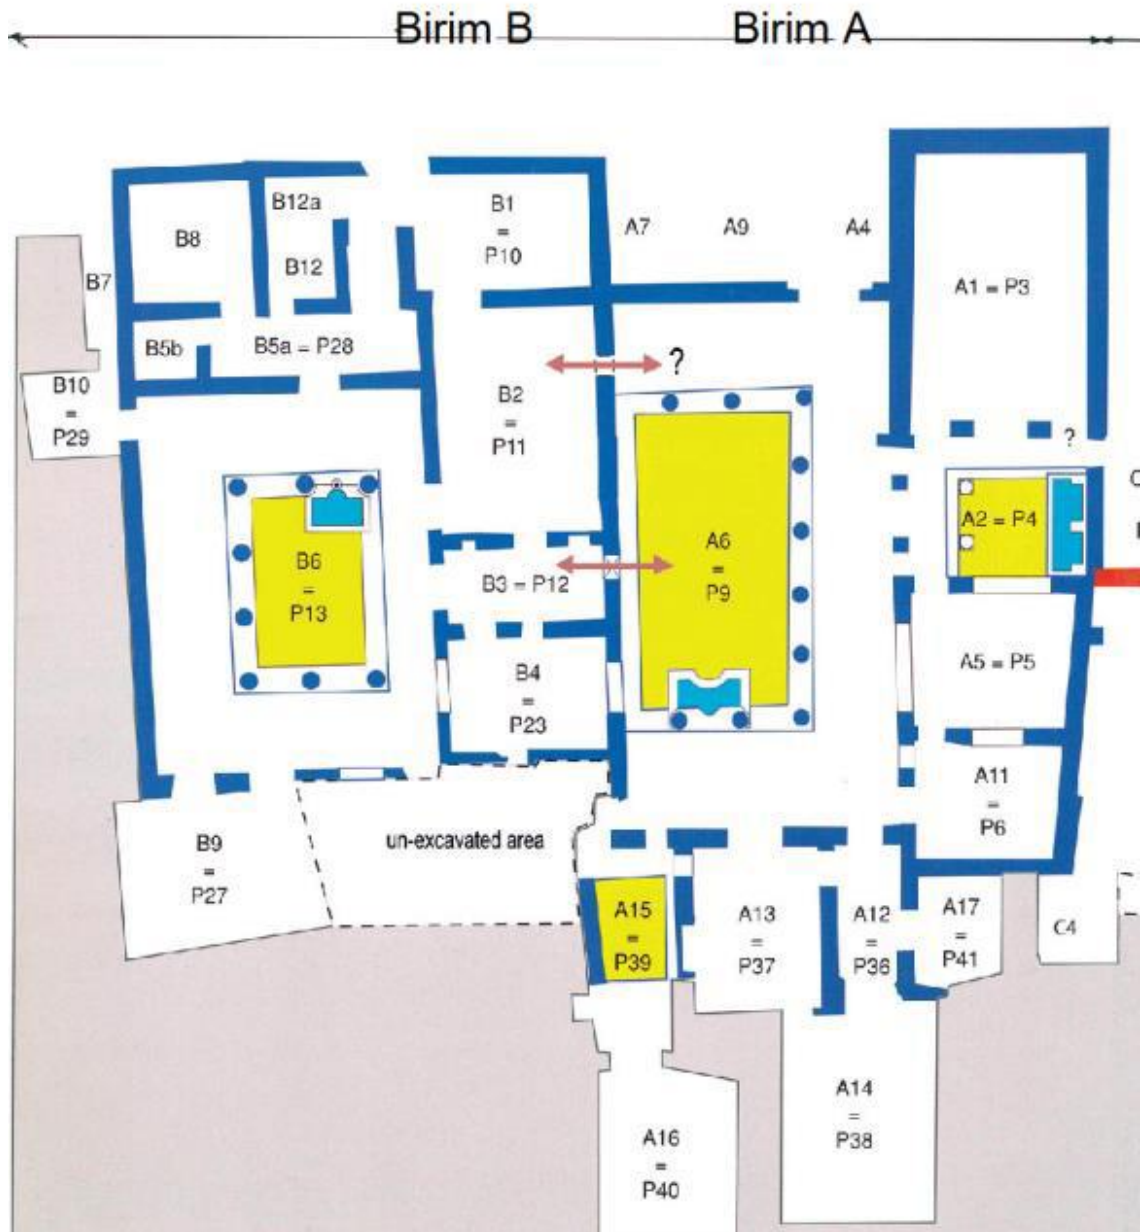 Birim B
Birim A
B12a
B1
=
P10
A7
A9
A4
B8
B12
B7
A1 = P3
B5b
B5a = P28
?
B10
=
P29
B2
=
P11
?
A2 = P4
B6
=
P13
A6
=
P9
B3 = P12
A5 = P5
B4
=
P23
A11
=
P6
un-excavated area
B9
=
P27
A15
=
P39
A13
=
P37
A12
=
P36
A17
=
P41
C4
A14
=
P38
A16
=
P40